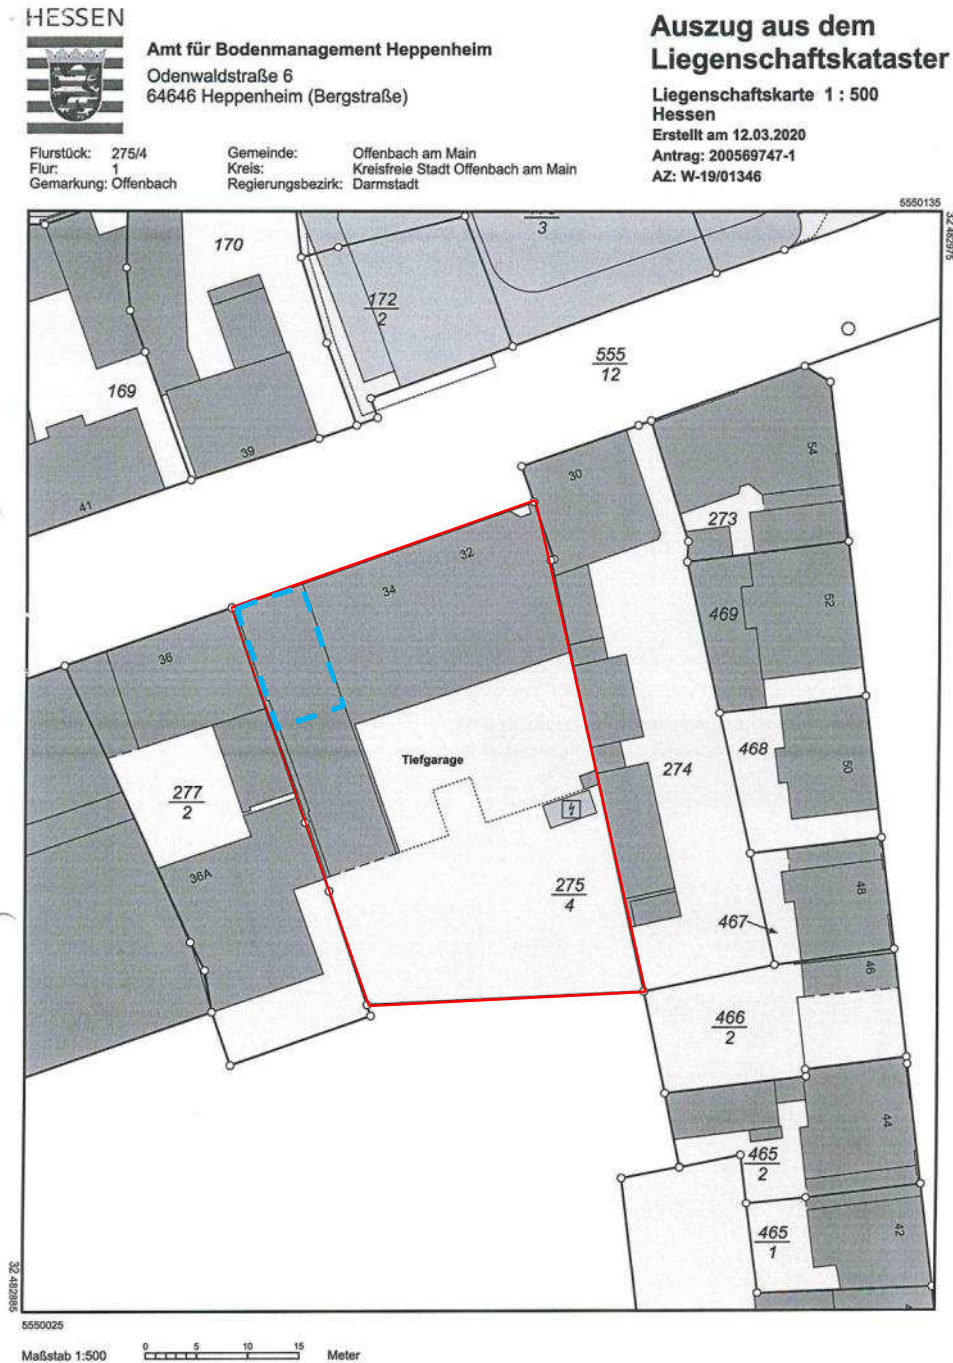 HESSEN
Amt für Bodenmanagement Heppenheim
Odenwaldstraße 6
64646 Heppenheim (Bergstraße)
Auszug aus dem
Liegenschaftskataster
Liegenschaftskarte 1 : 500
Hessen
Erstellt am 12.03.2020
Antrag: 200569747-1
AZ: W-19/01346
Flurstück: 275/4
Flur: 1
Gemarkung: Offenbach
Gemeinde: Offenbach am Main
Kreis: Kreisfreie Stadt Offenbach am Main
Regierungsbezirk: Darmstadt
5550135
32 482975
170
3
172
2
555
12
169
39
41
30
54
273
32
34
52
469
36
Tiefgarage
468
274
50
277
2
36A
275
4
48
467
46
466
2
44
465
2
465
1
42
32 482885
5550025
Maßstab 1:500
0 5 10 15 Meter